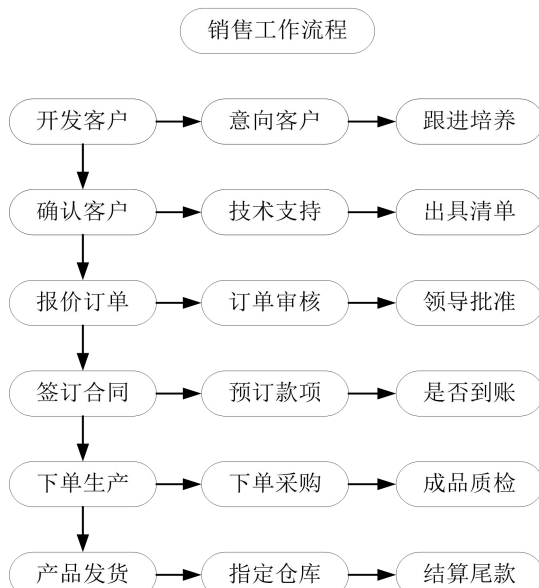 销售工作流程
开发客户 意向客户 跟进培养
确认客户 技术支持 出具清单
报价订单 订单审核 领导批准
签订合同 预订款项 是否到账
下单生产 下单采购 成品质检
产品发货 指定仓库 结算尾款